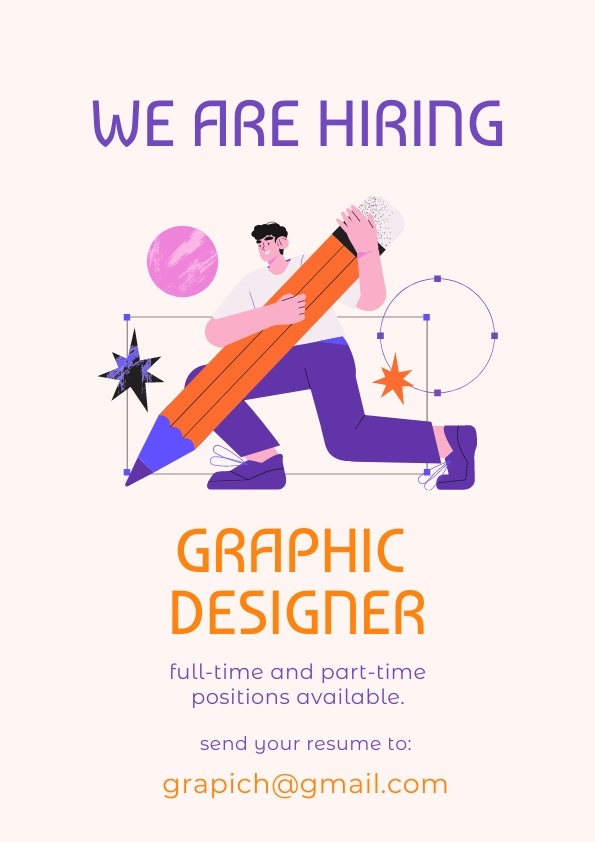 WE ARE HIRING
GRAPHIC
DESIGNER
full-time and part-time
positions available.
send your resume to:
grapich@gmail.com